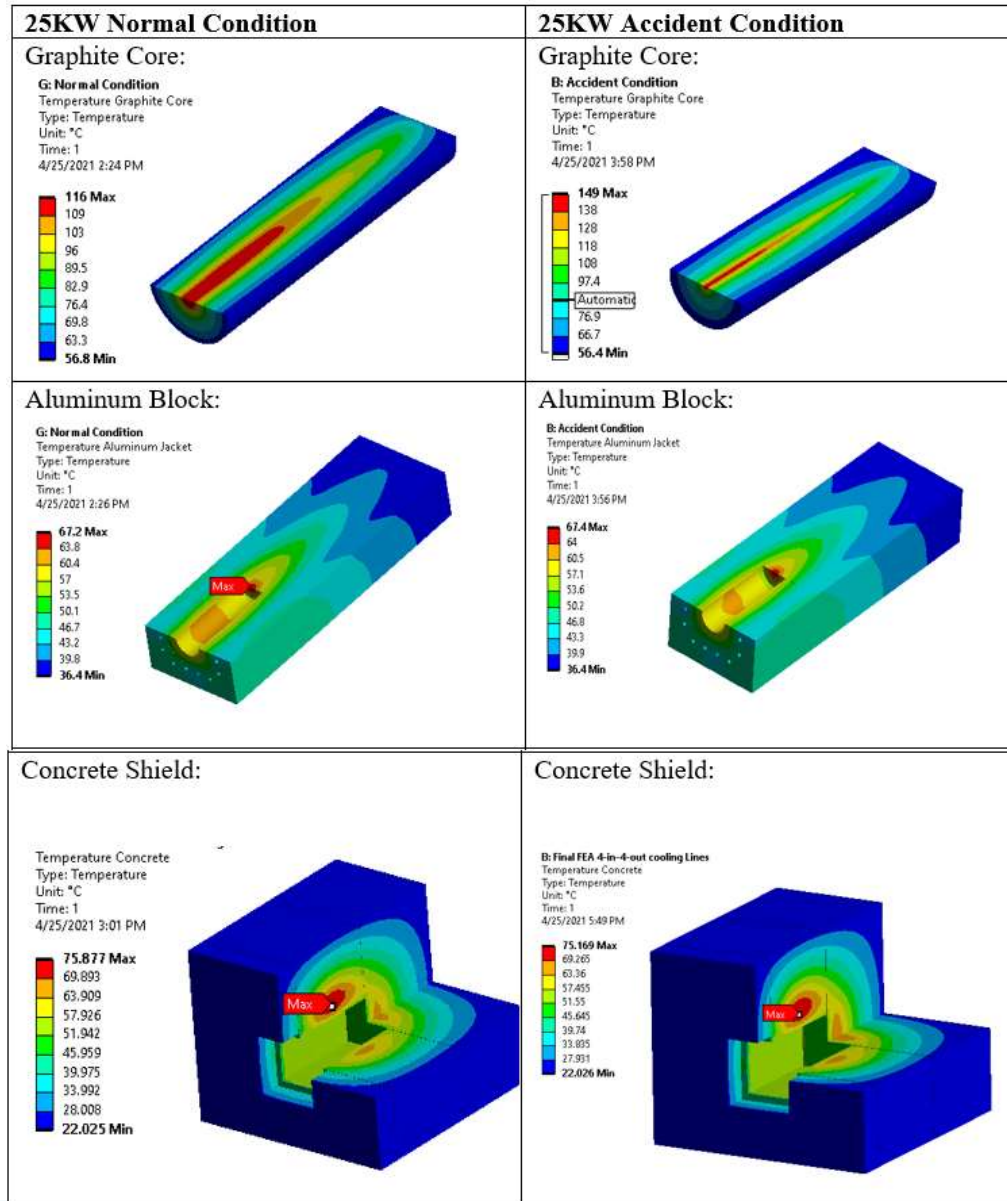 25KW Normal Condition
25KW Accident Condition
Graphite Core:
G: Normal Condition
Temperature Graphite Core
Type: Temperature
Unit: °C
Time: 1
4/25/2021 2:24 PM
116 Max
109
103
96
89.5
82.9
76.4
69.8
63.3
56.8 Min
Graphite Core:
B: Accident Condition
Temperature Graphite Core
Type: Temperature
Unit: °C
Time: 1
4/25/2021 3:58 PM
149 Max
138
128
118
108
97.4
Automatic
76.9
66.7
56.4 Min
Aluminum Block:
G: Normal Condition
Temperature Aluminum Jacket
Type: Temperature
Unit: °C
Time: 1
4/25/2021 2:26 PM
67.2 Max
63.8
60.4
57
53.5
50.1
46.7
43.2
39.8
36.4 Min
Max
Aluminum Block:
B: Accident Condition
Temperature Aluminum Jacket
Type: Temperature
Unit: °C
Time: 1
4/25/2021 3:56 PM
67.4 Max
64
60.5
57.1
53.6
50.2
46.8
43.3
39.9
36.4 Min
Concrete Shield:
Temperature Concrete
Type: Temperature
Unit: °C
Time: 1
4/25/2021 3:01 PM
75.877 Max
69.893
63.909
57.926
51.942
45.959
39.975
33.992
28.008
22.025 Min
Max
Concrete Shield:
B: Final FEA 4-in-4-out cooling Lines
Temperature Concrete
Type: Temperature
Unit: °C
Time: 1
4/25/2021 5:49 PM
75.169 Max
69.265
63.36
57.455
51.55
45.645
39.74
33.835
27.931
22.026 Min
Max